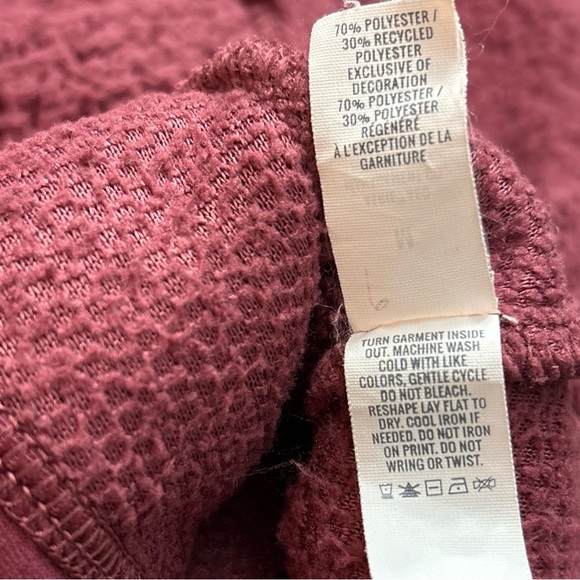 70% POLYESTER /
30% RECYCLED
POLYESTER
EXCLUSIVE OF
DECORATION
70% POLYESTER /
30% POLYESTER
RÉGÉNÉRÉ
À L'EXCEPTION DE LA
GARNITURE
TURN GARMENT INSIDE
OUT. MACHINE WASH
COLD WITH LIKE
COLORS, GENTLE CYCLE
DO NOT BLEACH.
RESHAPE LAY FLAT TO
DRY. COOL IRON IF
NEEDED. DO NOT IRON
ON PRINT. DO NOT
WRING OR TWIST.